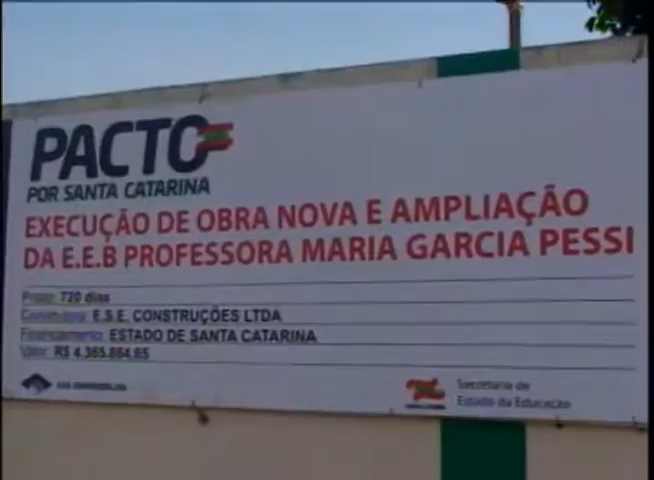 PACTO
POR SANTA CATARINA
EXECUÇÃO DE OBRA NOVA E AMPLIAÇÃO
DA E.E.B PROFESSORA MARIA GARCIA PESSI
Prazo: 720 dias
Construtora: E.S.E. CONSTRUÇÕES LTDA
Financiamento: ESTADO DE SANTA CATARINA
Valor: R$ 4.365.864.65
Secretaria de
Estado da Educação